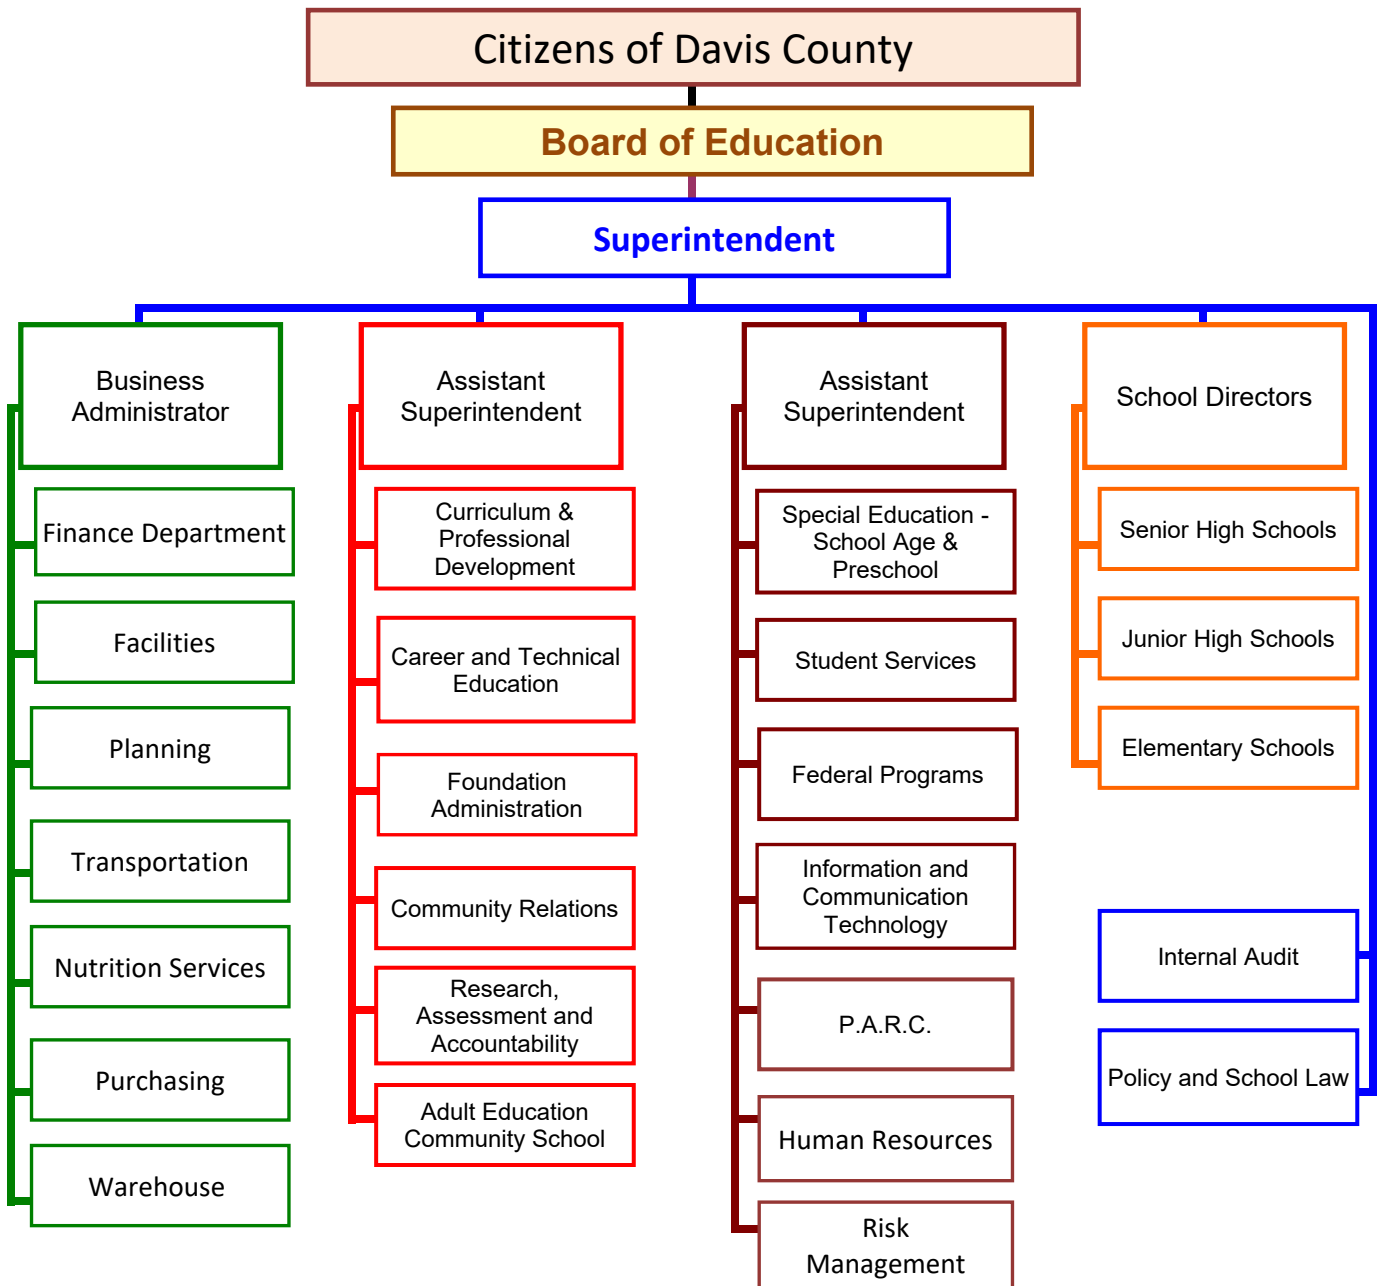 Citizens of Davis County
Board of Education
Superintendent
Business
Administrator
Finance Department
Facilities
Planning
Transportation
Nutrition Services
Purchasing
Warehouse
Assistant
Superintendent
Curriculum &
Professional
Development
Career and Technical
Education
Foundation
Administration
Community Relations
Research,
Assessment and
Accountability
Adult Education
Community School
Assistant
Superintendent
Special Education -
School Age &
Preschool
Student Services
Federal Programs
Information and
Communication
Technology
P.A.R.C.
Human Resources
Risk
Management
School Directors
Senior High Schools
Junior High Schools
Elementary Schools
Internal Audit
Policy and School Law